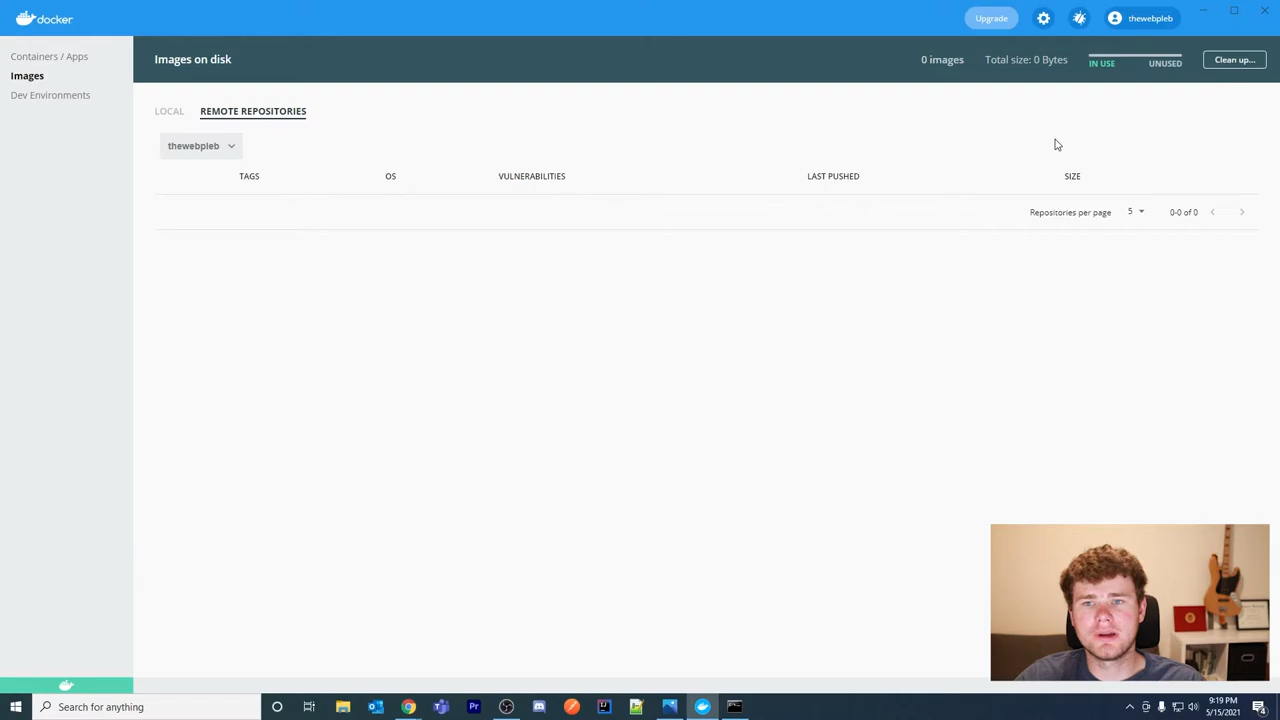 docker
Upgrade
thewebpleb
Containers / Apps
Images
Dev Environments
Images on disk
0 images
Total size: 0 Bytes
IN USE
UNUSED
Clean up...
LOCAL
REMOTE REPOSITORIES
thewebpleb
TAGS
OS
VULNERABILITIES
LAST PUSHED
SIZE
Repositories per page
5
0-0 of 0
Search for anything
Pr
9:19 PM
5/15/2021
4